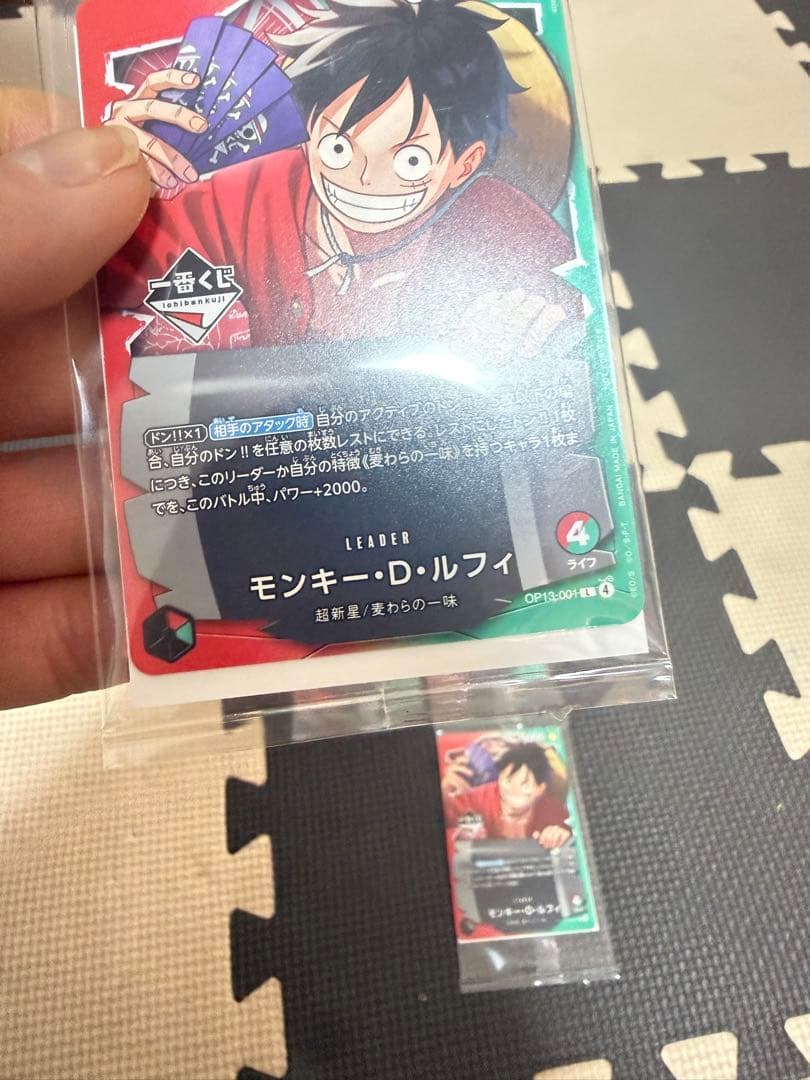 一番くじ
ichibankuji
ドン!!×1 相手のアタック時 自分のアクティブのドン
合、自分のドン!!を任意の枚数レストにできる。レストにしたドン!!1枚
につき、このリーダーか自分の特徴《麦わらの一味》を持つキャラ1枚ま
でを、このバトル中、パワー+2000。
LEADER
4
ライフ
モンキー・D・ルフィ
超新星/麦わらの一味
OP13-001 L 4
BANDAI MADE IN JAPAN
モンキー・D・ルフィ